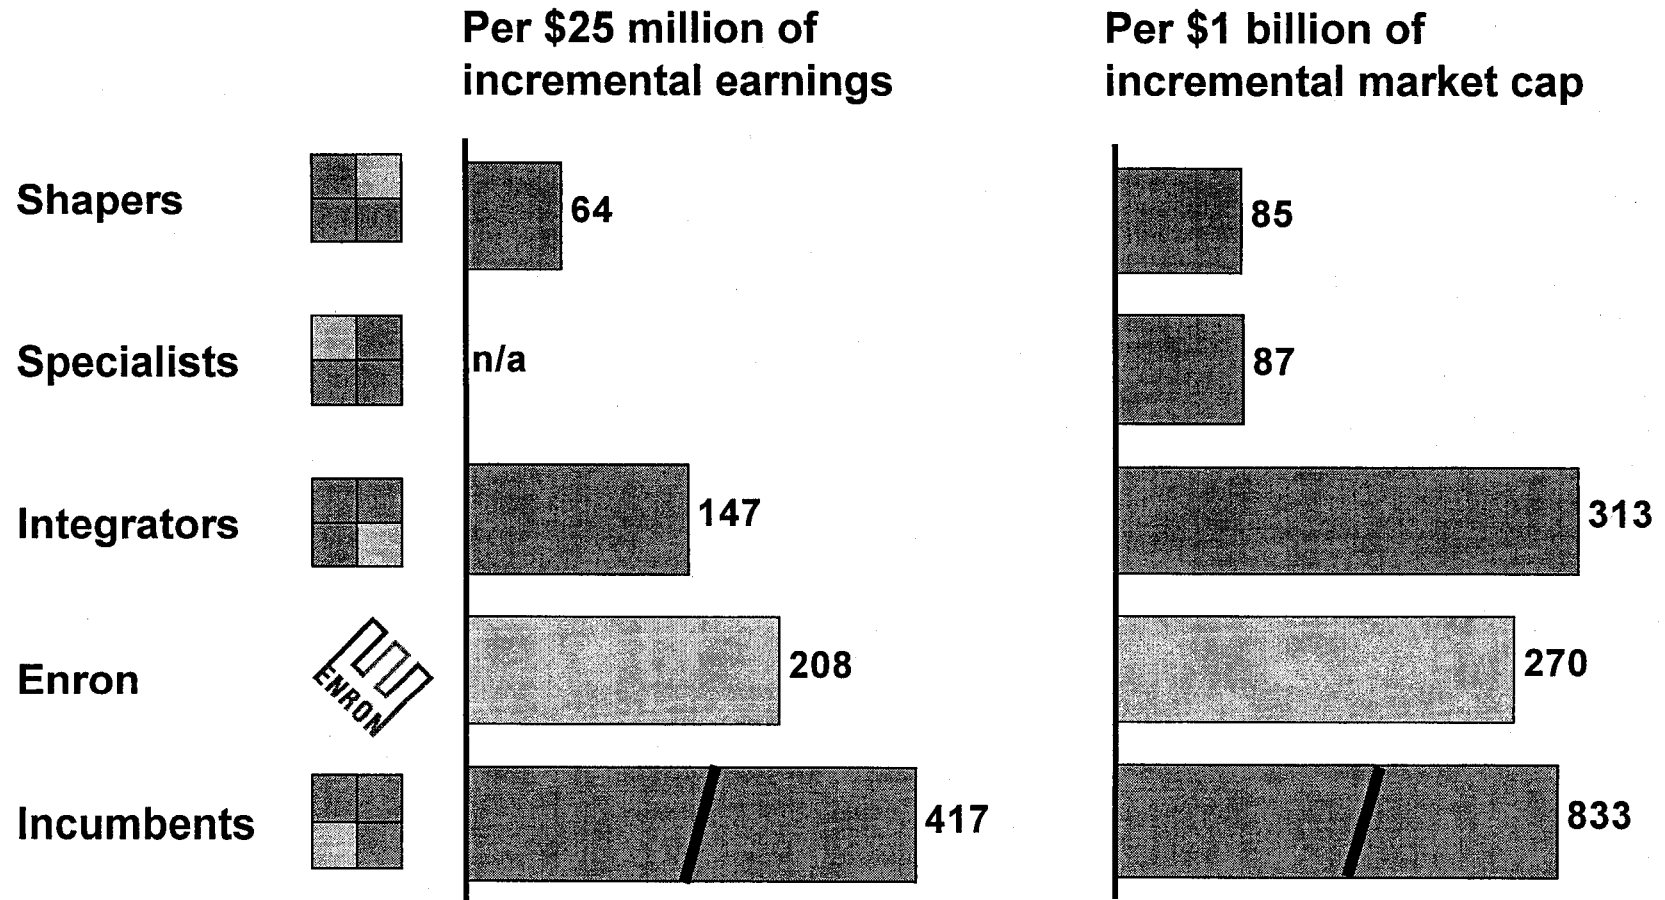 Per $25 million of
incremental earnings
Per $1 billion of
incremental market cap
Shapers
64
85
Specialists
n/a
87
Integrators
147
313
Enron
ENRON
208
270
Incumbents
417
833